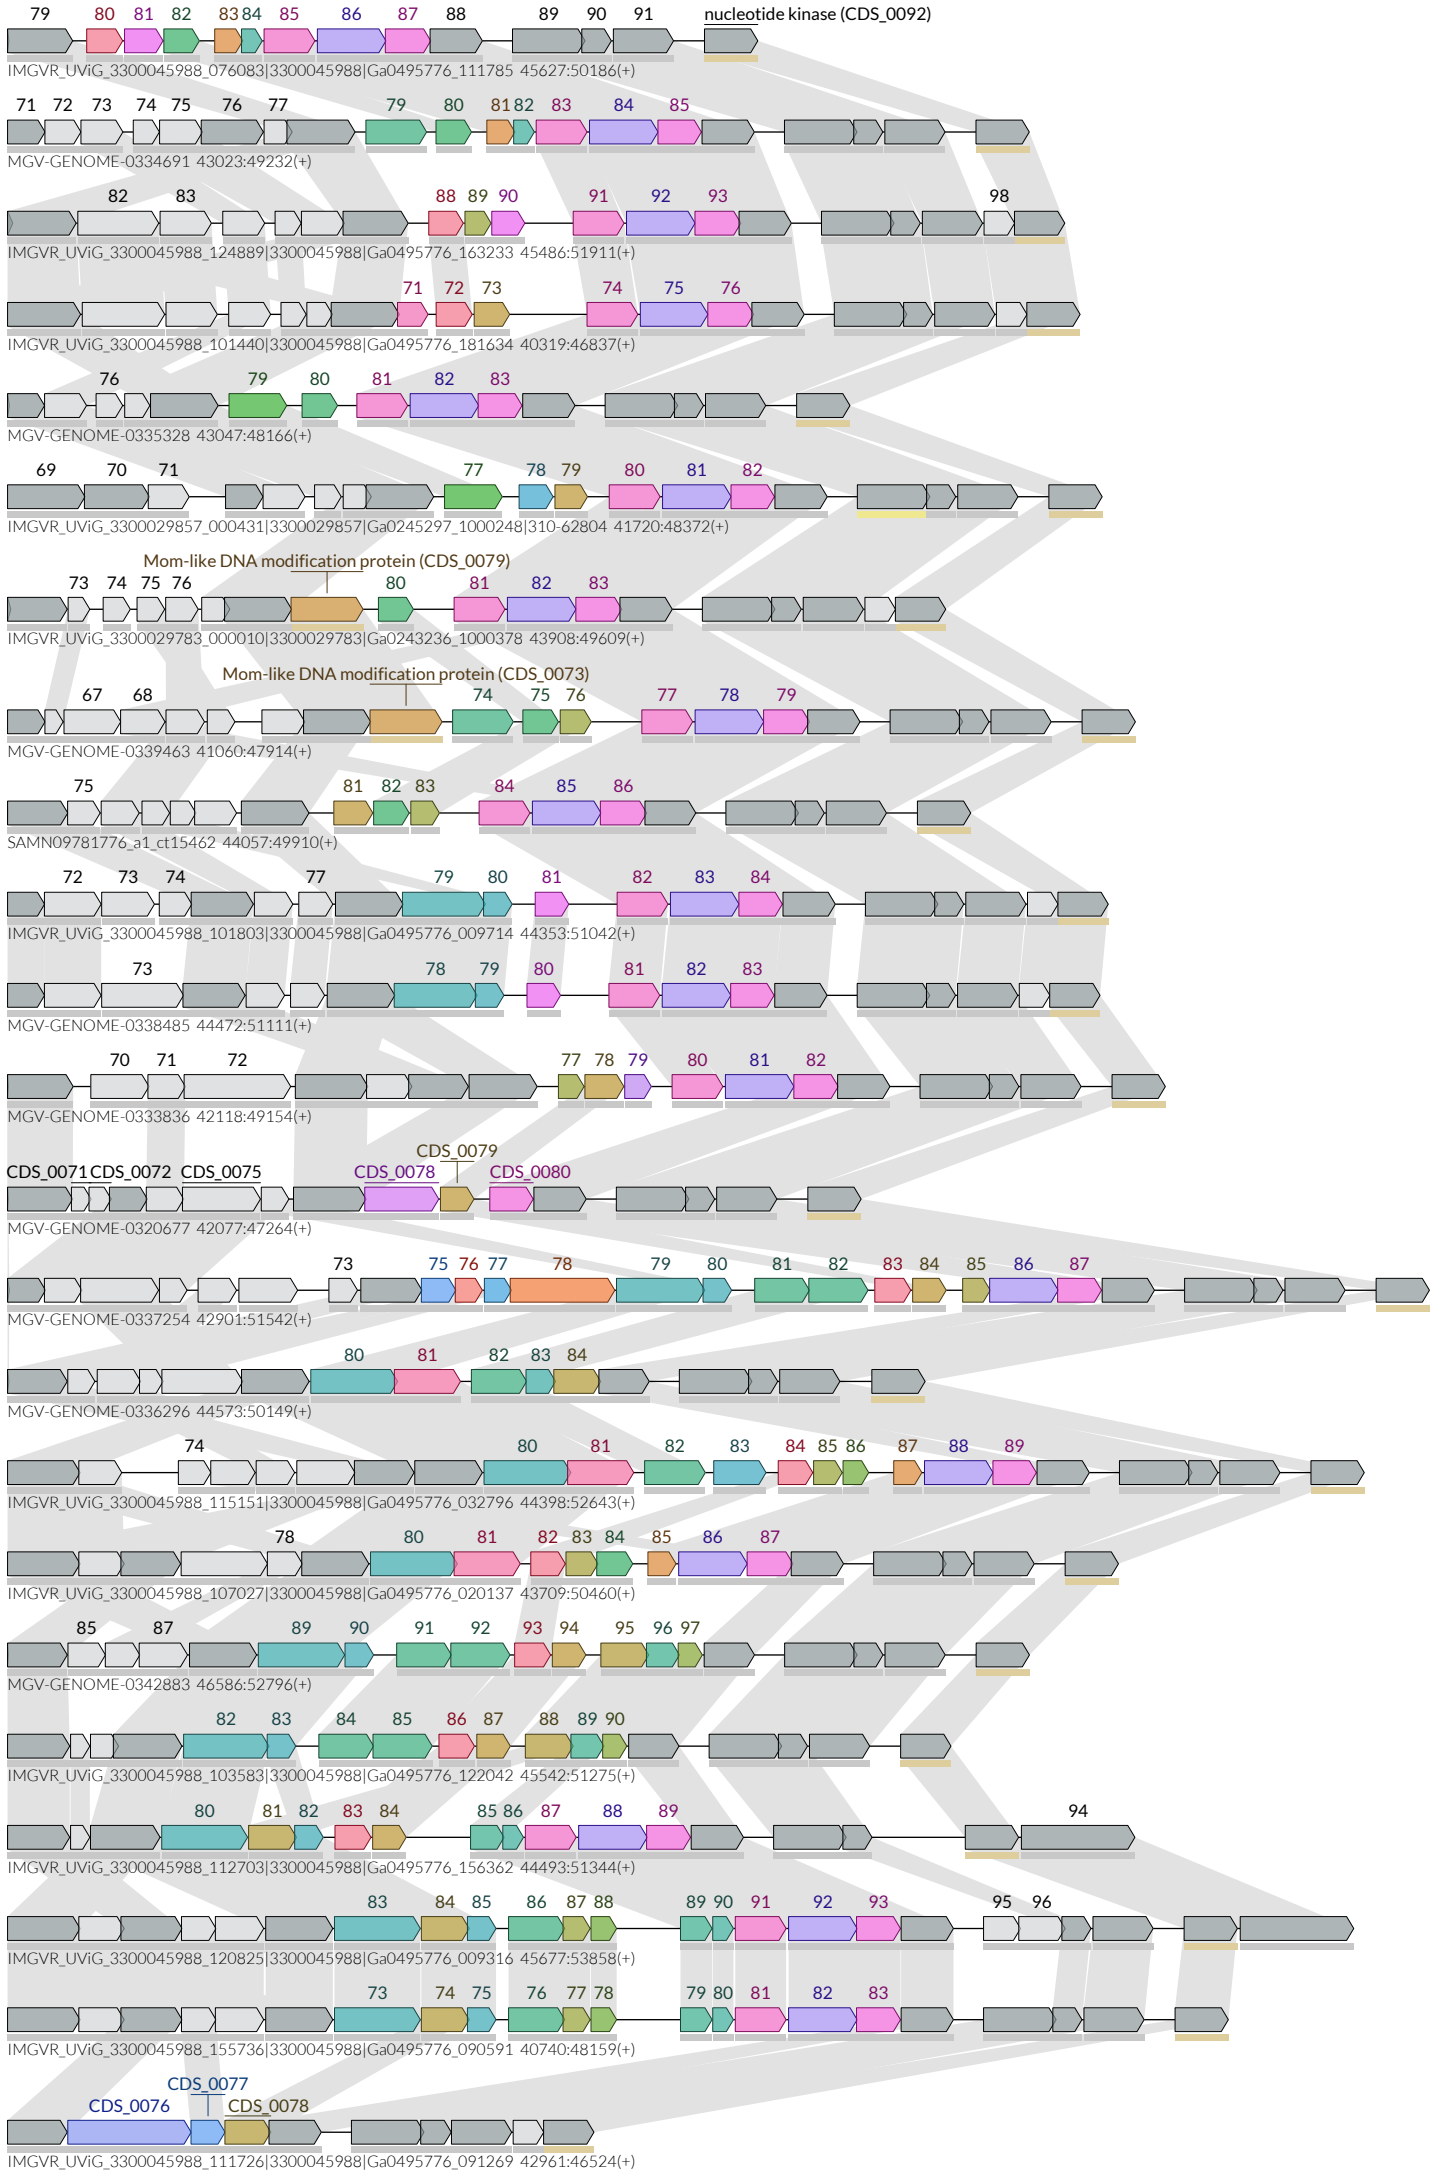 79 80 81 82 83 84 85 86 87 88 89 90 91 nucleotide kinase (CDS_0092)
IMGVR_UViG_3300045988_076083|3300045988|Ga0495776_111785 45627:50186(+)
71 72 73 74 75 76 77 79 80 81 82 83 84 85
MGV-GENOME-0334691 43023:49232(+)
82 83 88 89 90 91 92 93 98
IMGVR_UViG_3300045988_124889|3300045988|Ga0495776_163233 45486:51911(+)
71 72 73 74 75 76
IMGVR_UViG_3300045988_101440|3300045988|Ga0495776_181634 40319:46837(+)
76 79 80 81 82 83
MGV-GENOME-0335328 43047:48166(+)
69 70 71 77 78 79 80 81 82
IMGVR_UViG_3300029857_000431|3300029857|Ga0245297_1000248|310-62804 41720:48372(+)
Mom-like DNA modification protein (CDS_0079)
73 74 75 76 80 81 82 83
IMGVR_UViG_3300029783_000010|3300029783|Ga0243236_1000378 43908:49609(+)
Mom-like DNA modification protein (CDS_0073)
67 68 74 75 76 77 78 79
MGV-GENOME-0339463 41060:47914(+)
75 81 82 83 84 85 86
SAMN09781776_a1_ct15462 44057:49910(+)
72 73 74 77 79 80 81 82 83 84
IMGVR_UViG_3300045988_101803|3300045988|Ga0495776_009714 44353:51042(+)
73 78 79 80 81 82 83
MGV-GENOME-0338485 44472:51111(+)
70 71 72 77 78 79 80 81 82
MGV-GENOME-0333836 42118:49154(+)
CDS_0079
CDS_0071 CDS_0072 CDS_0075 CDS_0078 CDS_0080
MGV-GENOME-0320677 42077:47264(+)
73 75 76 77 78 79 80 81 82 83 84 85 86 87
MGV-GENOME-0337254 42901:51542(+)
80 81 82 83 84
MGV-GENOME-0336296 44573:50149(+)
74 80 81 82 83 84 85 86 87 88 89
IMGVR_UViG_3300045988_115151|3300045988|Ga0495776_032796 44398:52643(+)
78 80 81 82 83 84 85 86 87
IMGVR_UViG_3300045988_107027|3300045988|Ga0495776_020137 43709:50460(+)
85 87 89 90 91 92 93 94 95 96 97
MGV-GENOME-0342883 46586:52796(+)
82 83 84 85 86 87 88 89 90
IMGVR_UViG_3300045988_103583|3300045988|Ga0495776_122042 45542:51275(+)
80 81 82 83 84 85 86 87 88 89 94
IMGVR_UViG_3300045988_112703|3300045988|Ga0495776_156362 44493:51344(+)
83 84 85 86 87 88 89 90 91 92 93 95 96
IMGVR_UViG_3300045988_120825|3300045988|Ga0495776_009316 45677:53858(+)
73 74 75 76 77 78 79 80 81 82 83
IMGVR_UViG_3300045988_155736|3300045988|Ga0495776_090591 40740:48159(+)
CDS_0077
CDS_0076 CDS_0078
IMGVR_UViG_3300045988_111726|3300045988|Ga0495776_091269 42961:46524(+)